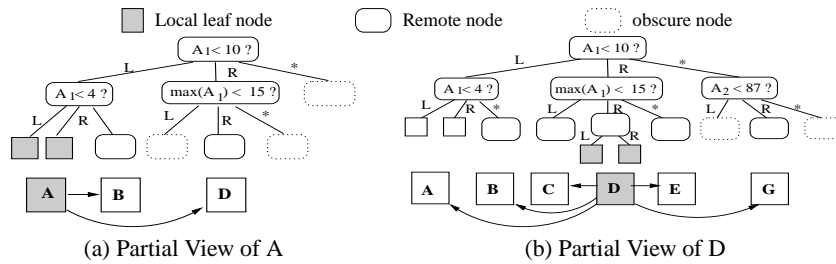 Local leaf node
Remote node
obscure node
A₁< 10 ?
L
R
*
A₁< 4 ?
max(A₁) < 15 ?
L
R
L
R
*
A
B
D
(a) Partial View of A
A₁< 10 ?
L
R
*
A₁< 4 ?
max(A₁) < 15 ?
A₂ < 87 ?
L
R
*
L
R
*
L
R
*
L
R
A
B
C
D
E
G
(b) Partial View of D